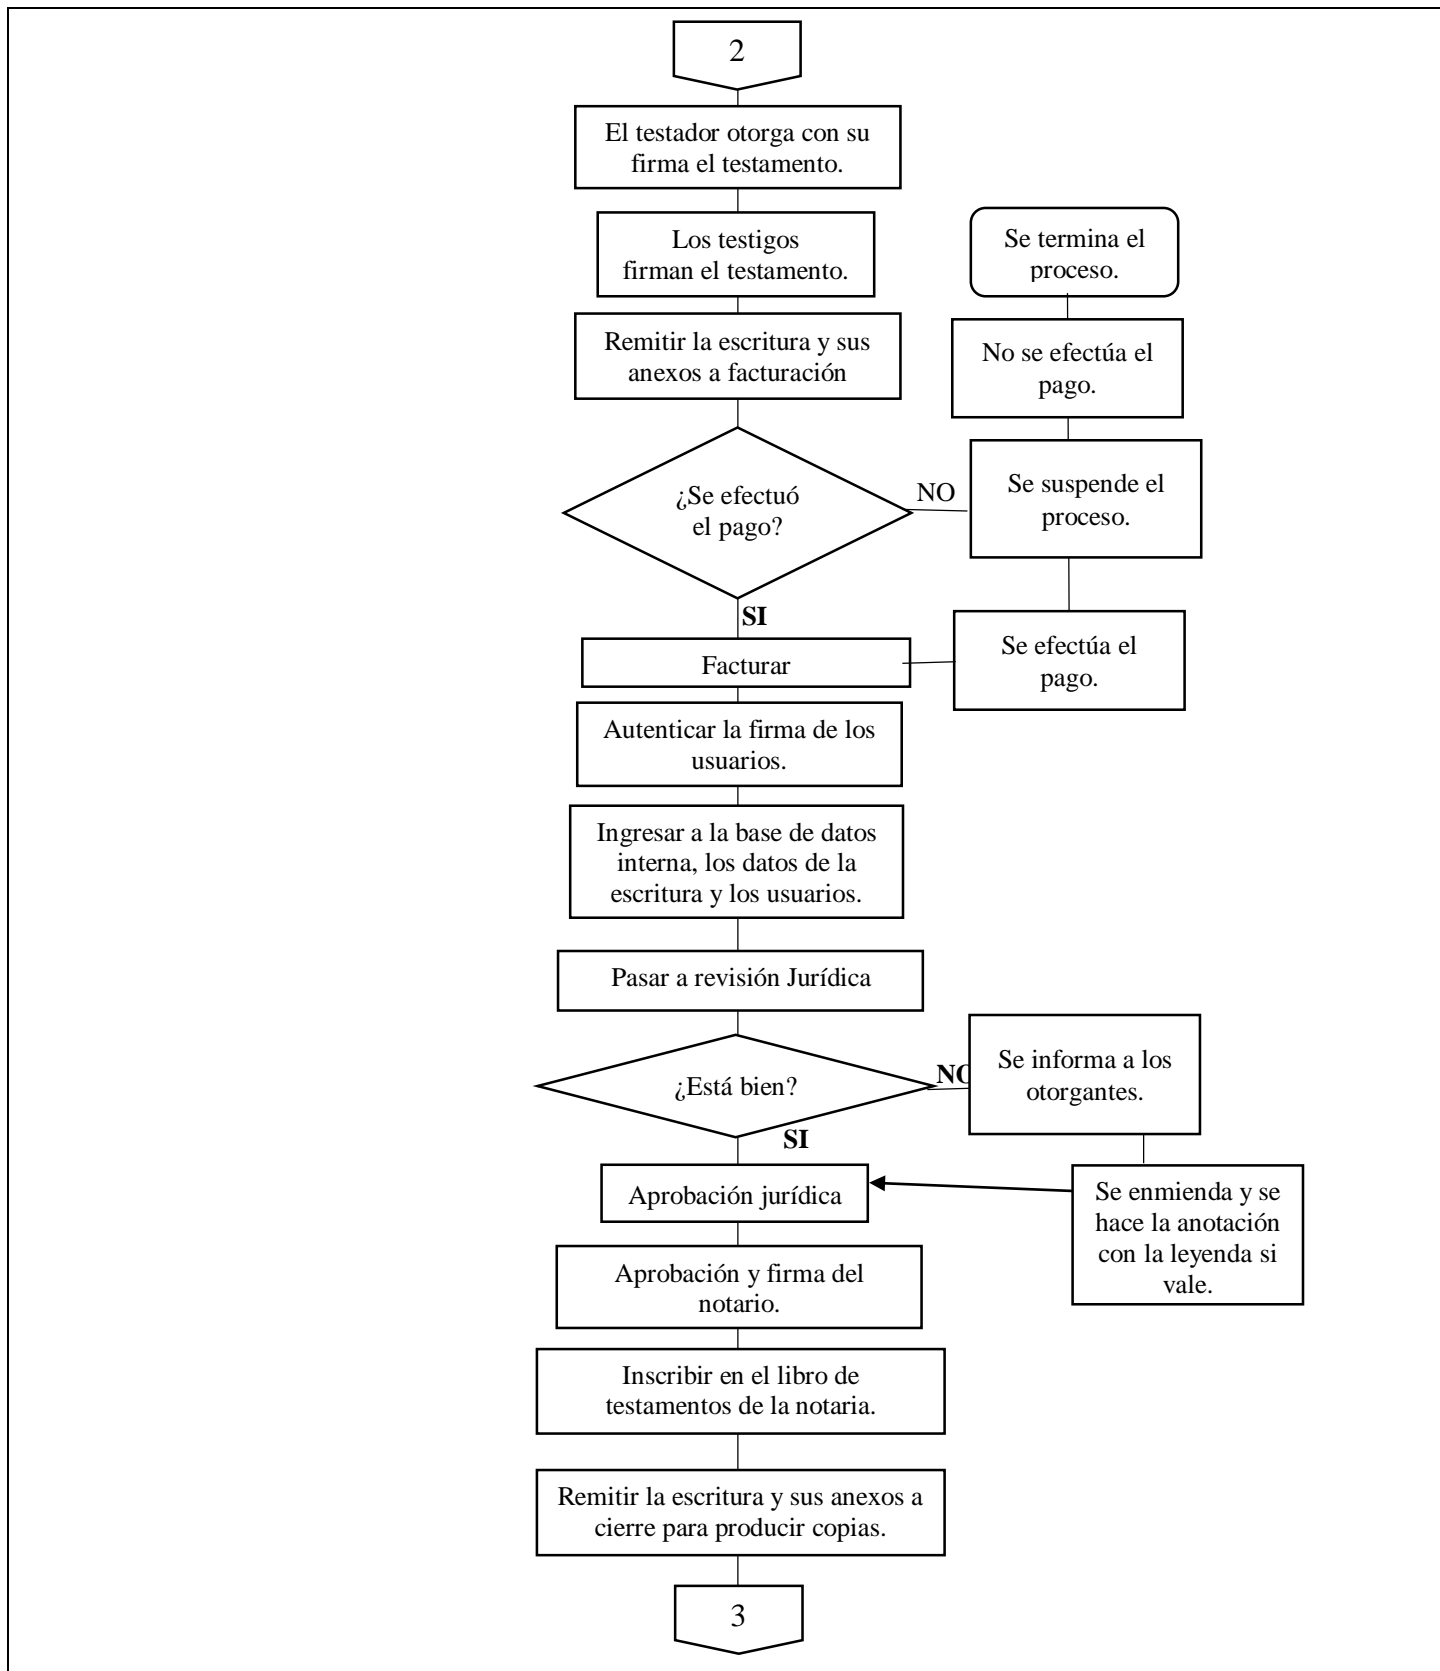 2
El testador otorga con su
firma el testamento.
Los testigos
firman el testamento.
Se termina el
proceso.
Remitir la escritura y sus
anexos a facturación
No se efectúa el
pago.
¿Se efectuó
el pago?
NO
Se suspende el
proceso.
SI
Facturar
Se efectúa el
pago.
Autenticar la firma de los
usuarios.
Ingresar a la base de datos
interna, los datos de la
escritura y los usuarios.
Pasar a revisión Jurídica
¿Está bien?
NO
Se informa a los
otorgantes.
SI
Aprobación jurídica
Se enmienda y se
hace la anotación
con la leyenda si
vale.
Aprobación y firma del
notario.
Inscribir en el libro de
testamentos de la notaria.
Remitir la escritura y sus anexos a
cierre para producir copias.
3